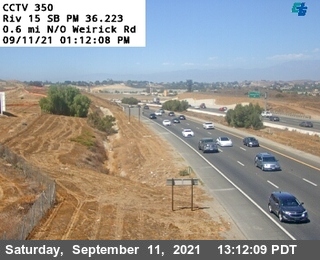 CCTV 350
Riv 15 SB PM 36.223
0.6 mi N/O Weirick Rd
09/11/21 01:12:08 PM
Saturday, September 11, 2021 13:12:09 PDT